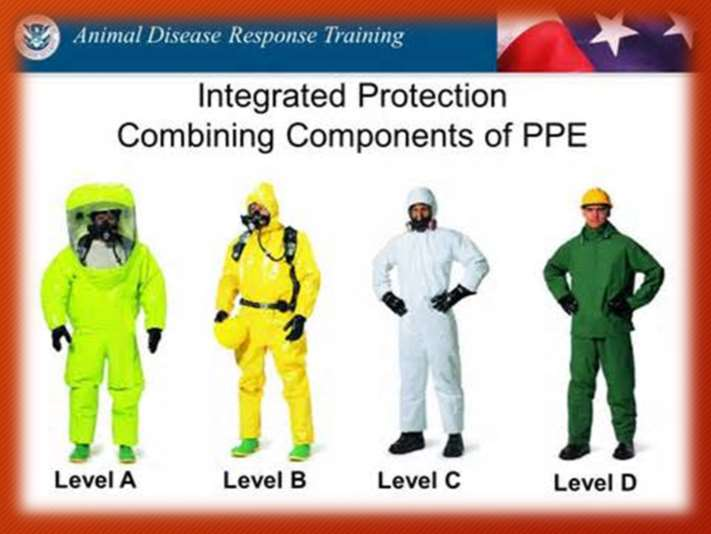 Animal Disease Response Training
Integrated Protection
Combining Components of PPE
Level A
Level B
Level C
Level D